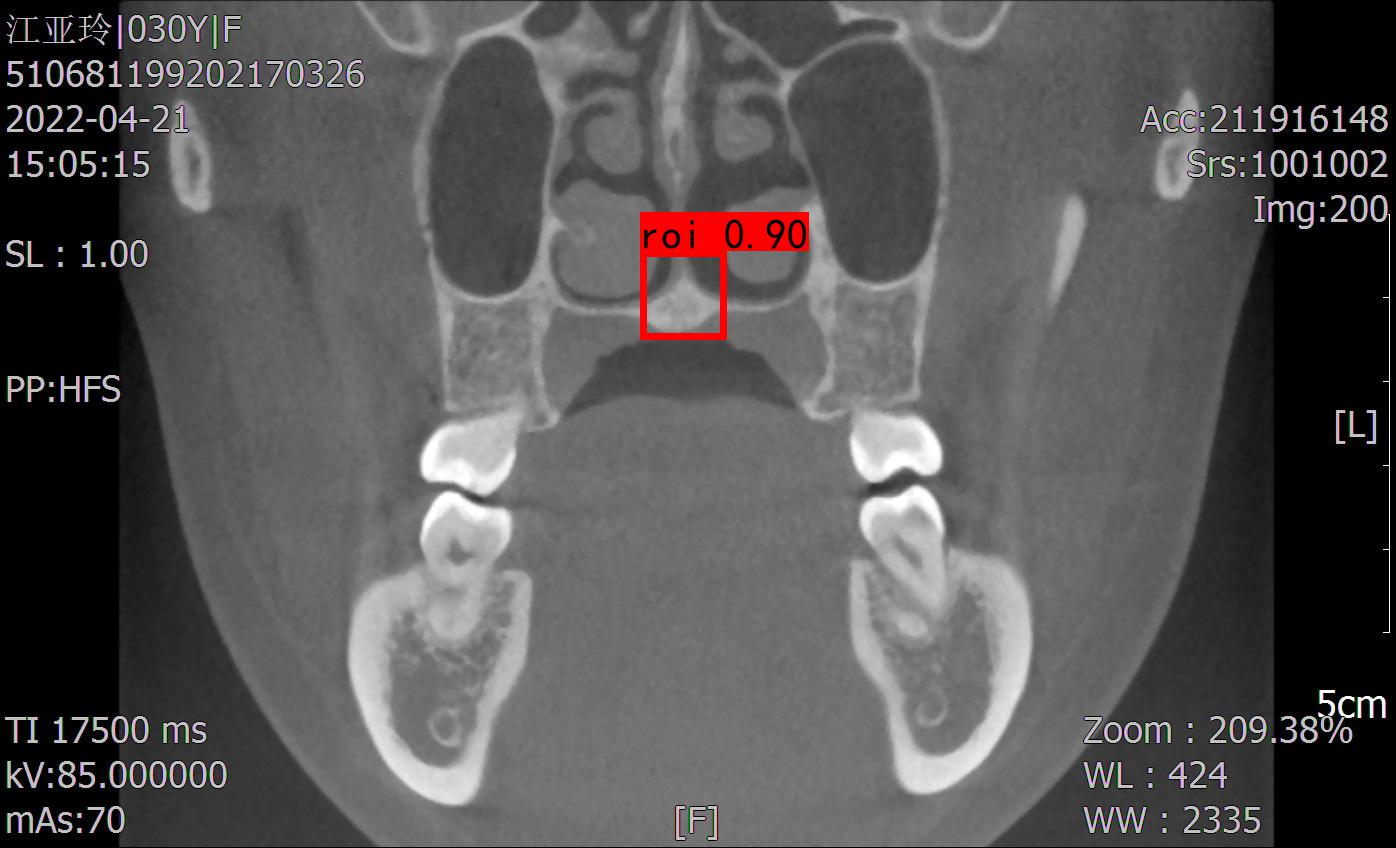 江亚玲|030Y|F
510681199202170326
2022-04-21
15:05:15
Acc:211916148
Srs:1001002
Img:200
SL : 1.00
roi 0.90
PP:HFS
[L]
5cm
TI 17500 ms
kV:85.000000
mAs:70
[F]
Zoom : 209.38%
WL : 424
WW : 2335